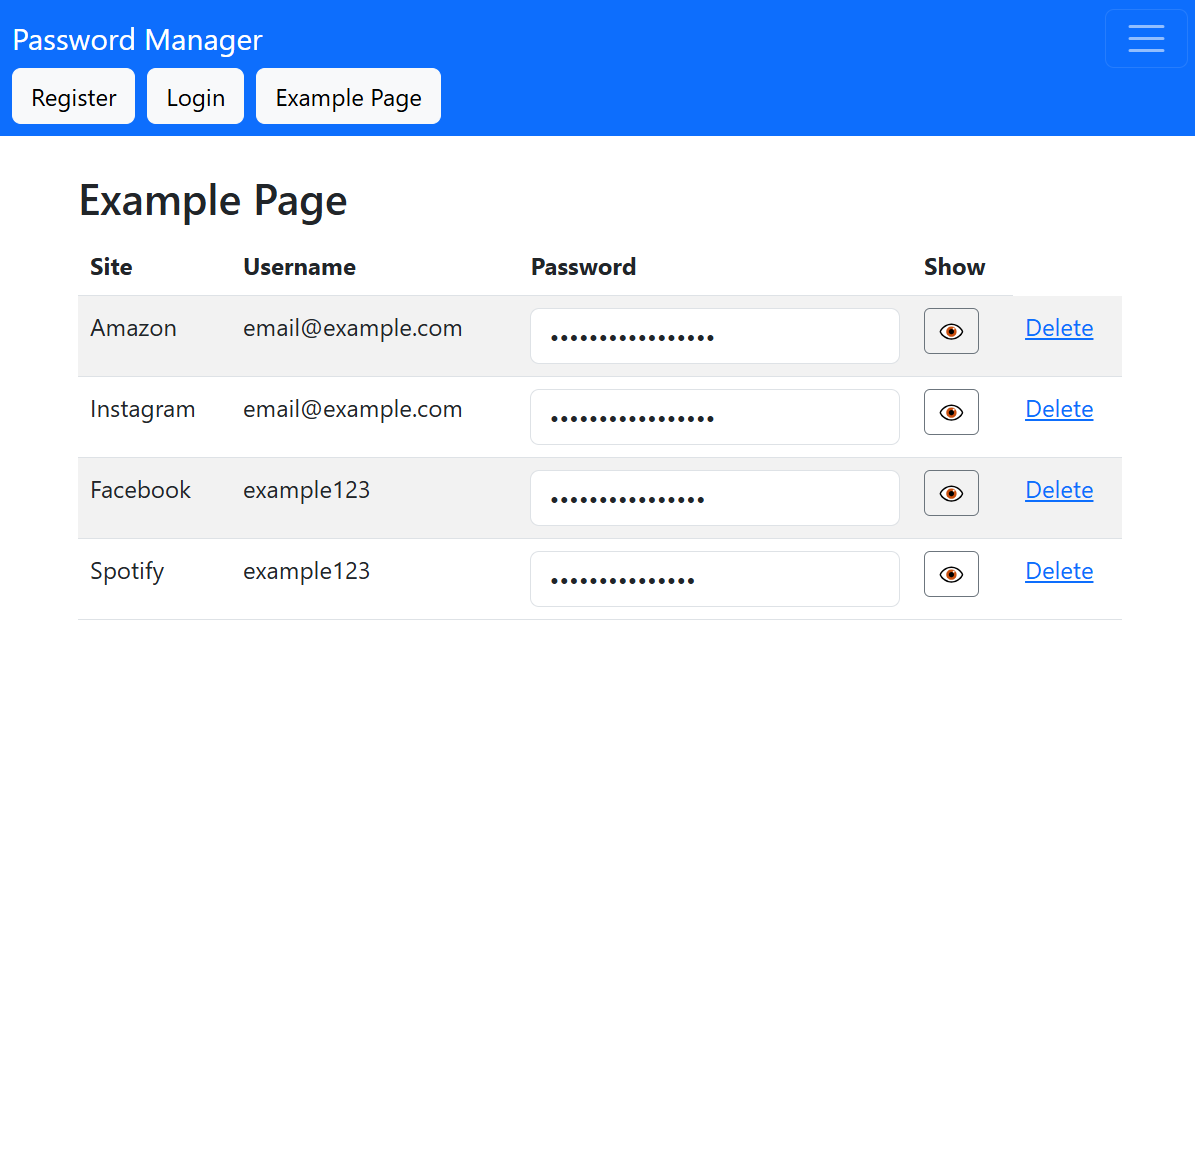 Password Manager
Register Login Example Page
Example Page
Site Username Password Show
Amazon email@example.com ••••••••••••••••• Delete
Instagram email@example.com ••••••••••••••••• Delete
Facebook example123 •••••••••••••••• Delete
Spotify example123 ••••••••••••••• Delete